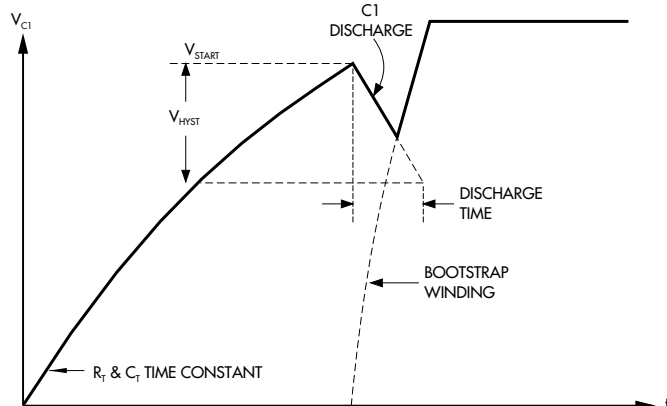 V_C1
C1
DISCHARGE
V_START
V_HYST
DISCHARGE
TIME
BOOTSTRAP
WINDING
R_T & C_T TIME CONSTANT
t